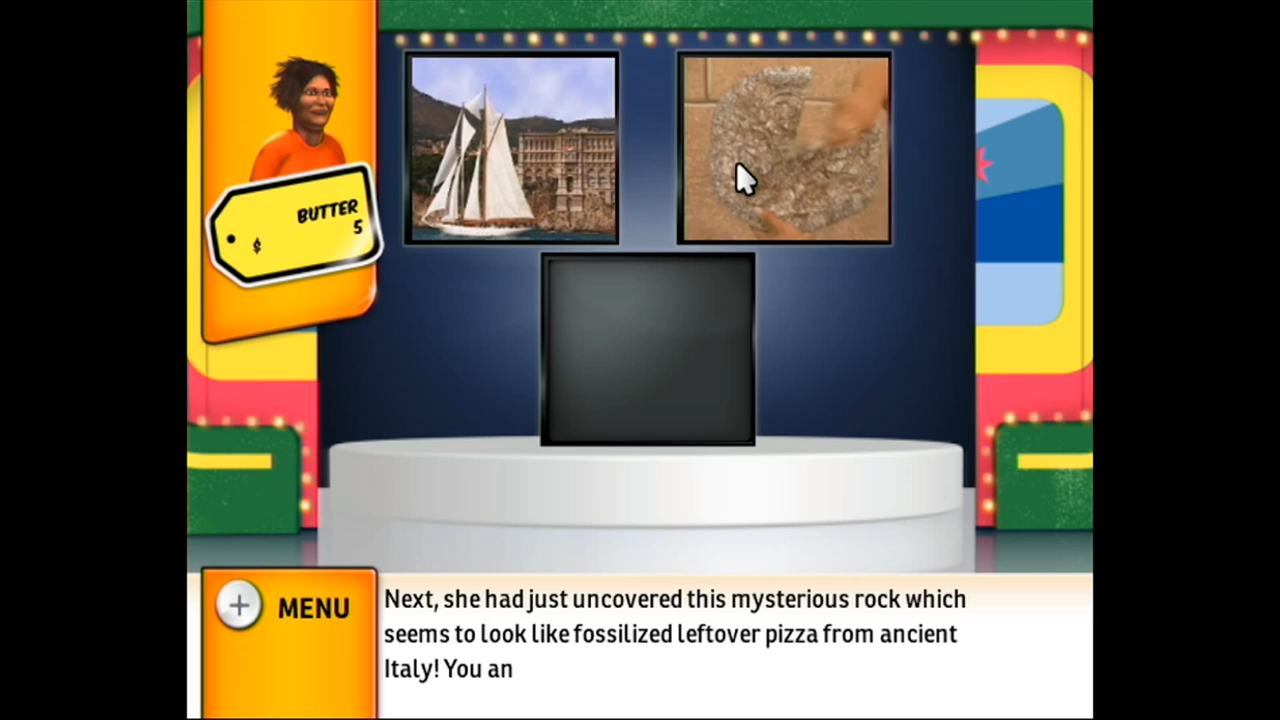 BUTTER
$ 5
MENU
Next, she had just uncovered this mysterious rock which
seems to look like fossilized leftover pizza from ancient
Italy! You an